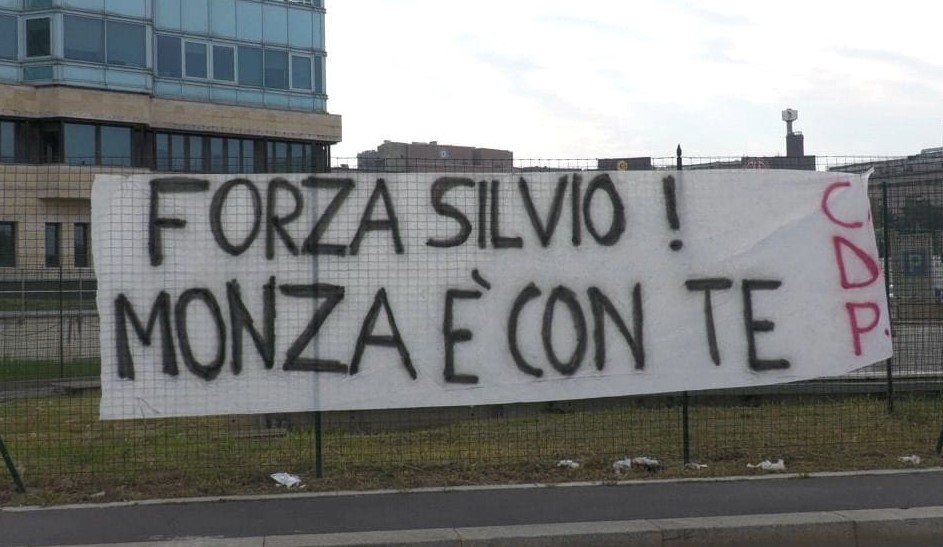 FORZA SILVIO !
MONZA È CON TE
C.
D
P.